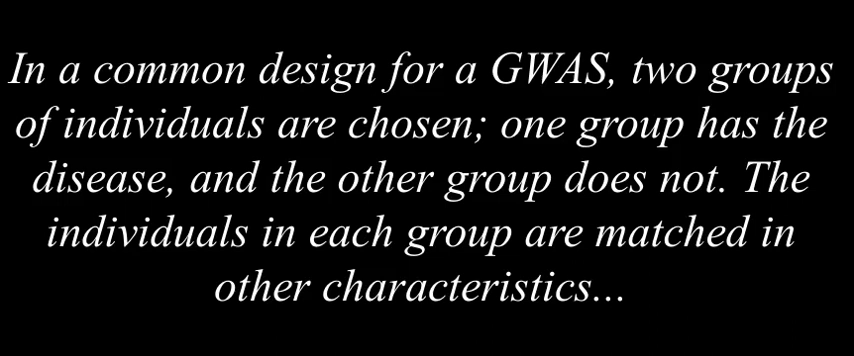 In a common design for a GWAS, two groups
of individuals are chosen; one group has the
disease, and the other group does not. The
individuals in each group are matched in
other characteristics...